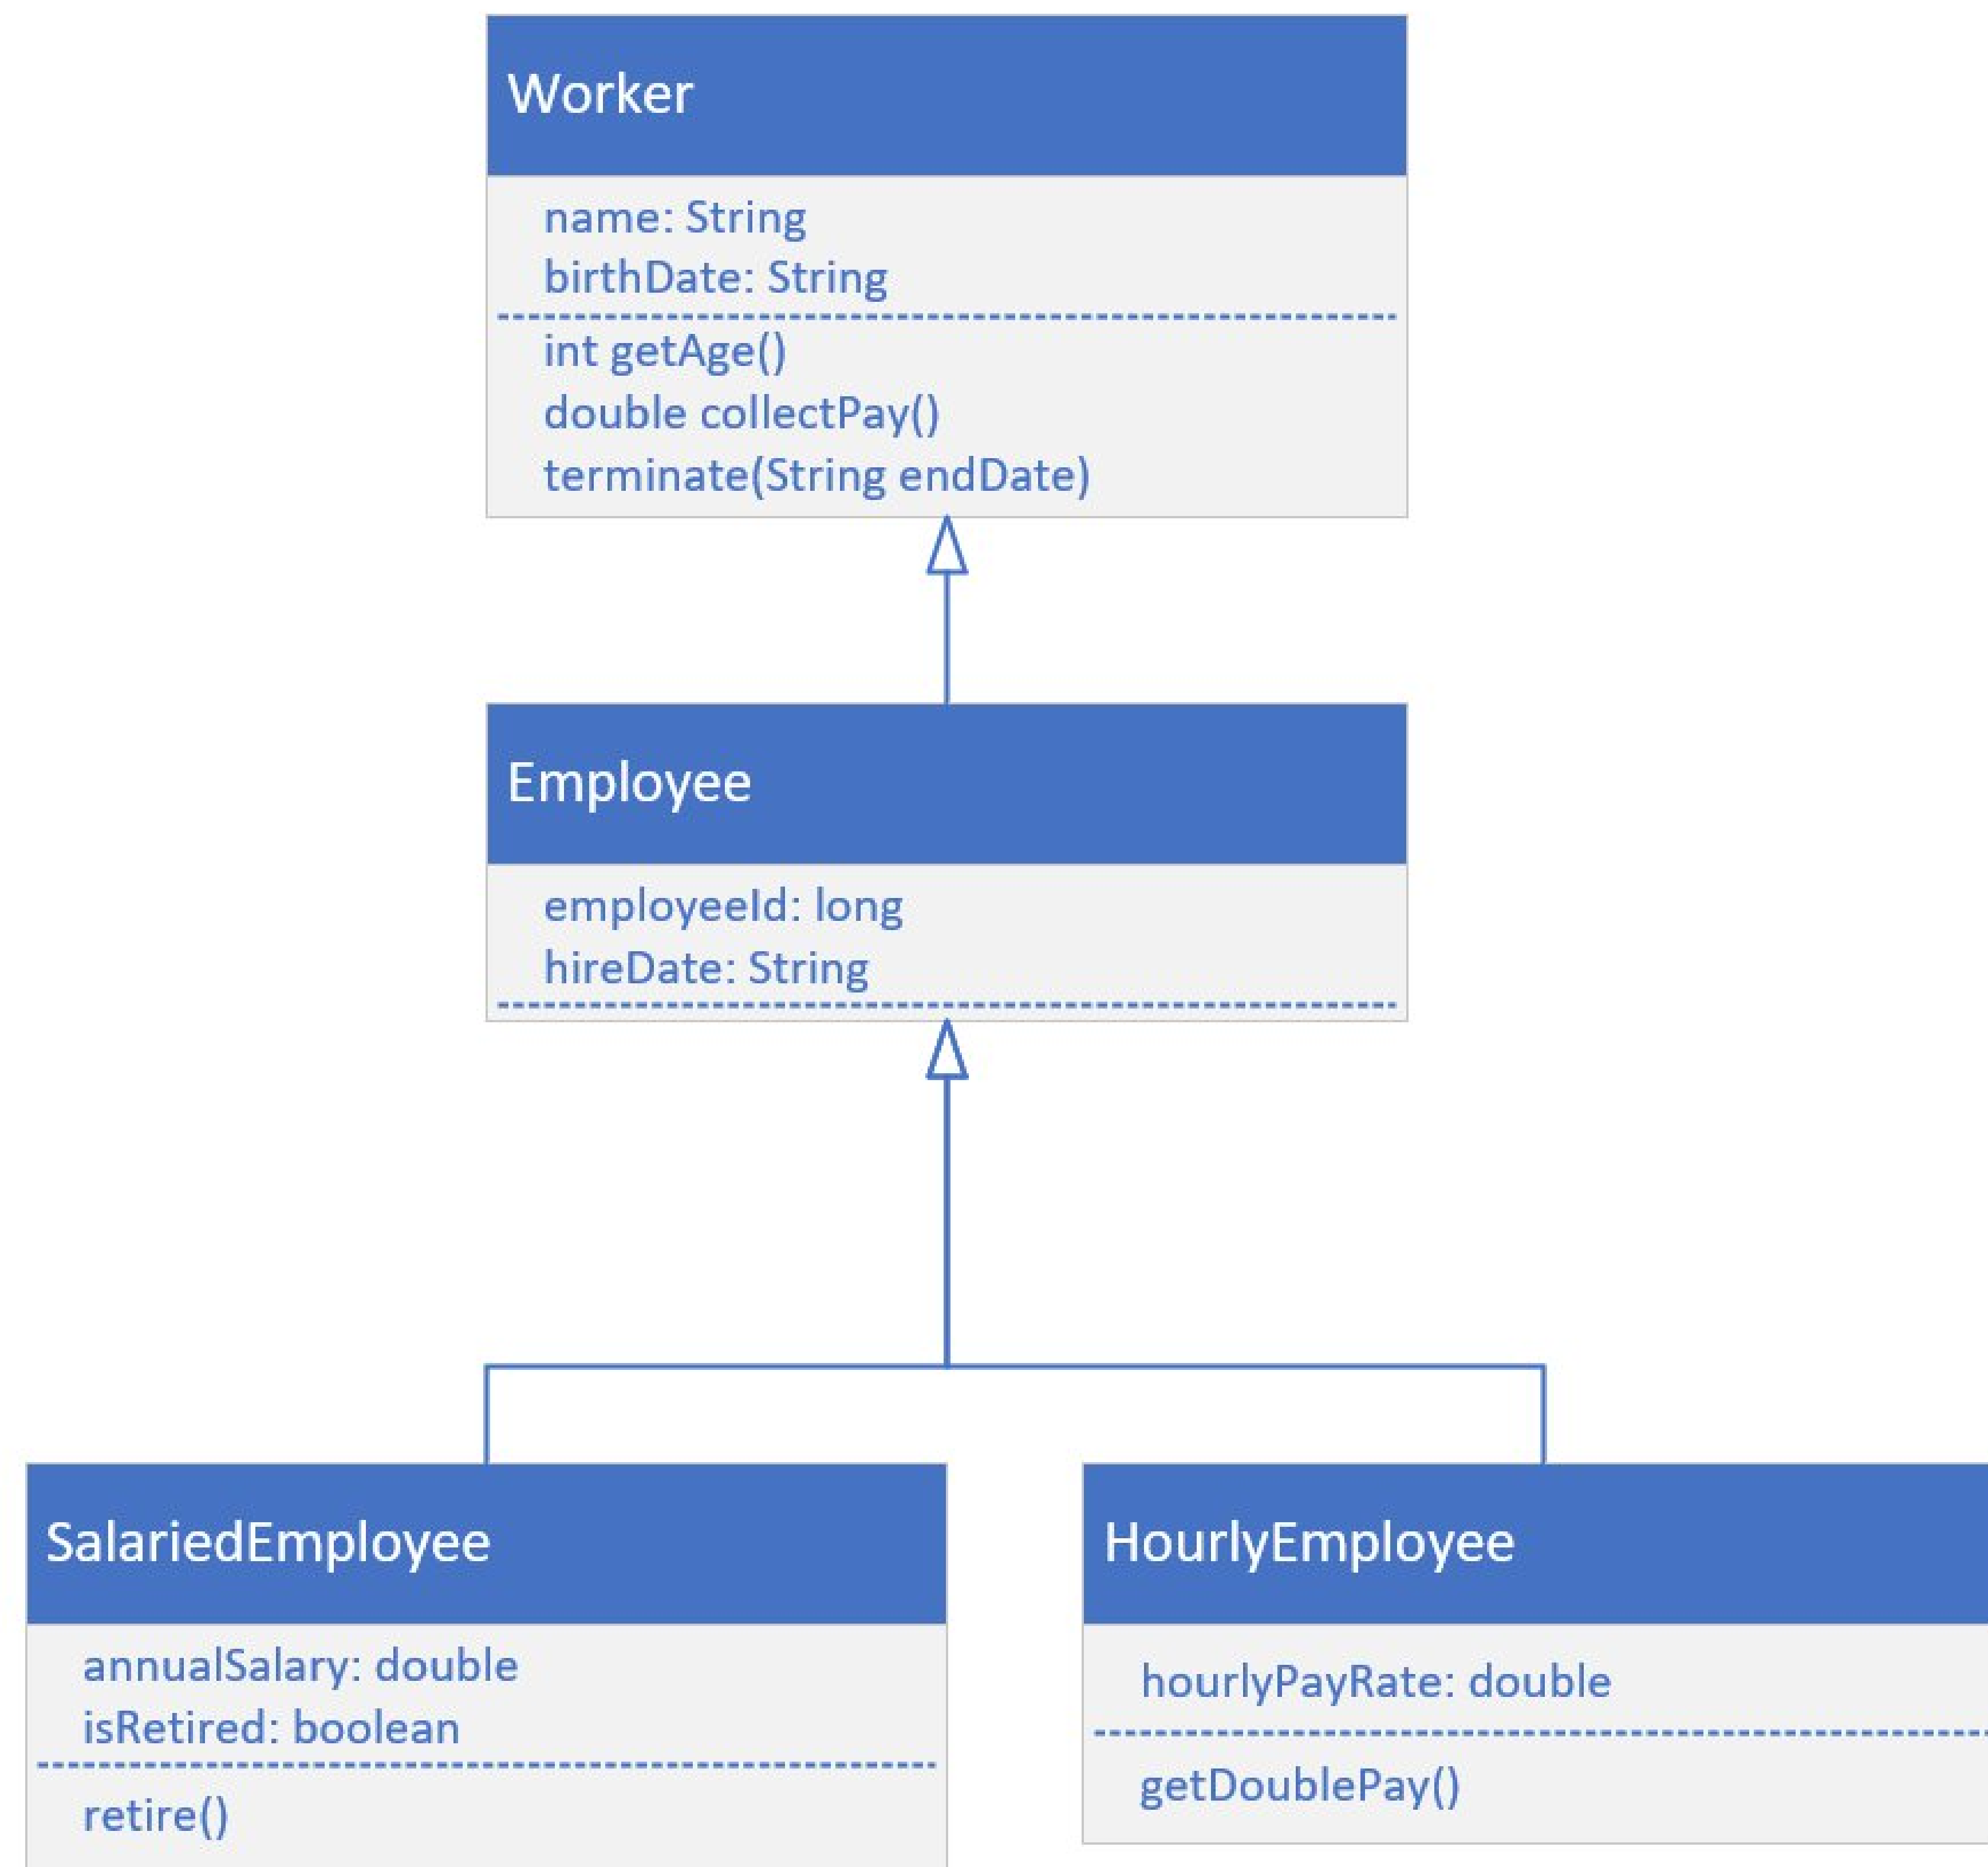 Worker
name: String
birthDate: String
int getAge()
double collectPay()
terminate(String endDate)
Employee
employeeId: long
hireDate: String
SalariedEmployee
annualSalary: double
isRetired: boolean
retire()
HourlyEmployee
hourlyPayRate: double
getDoublePay()